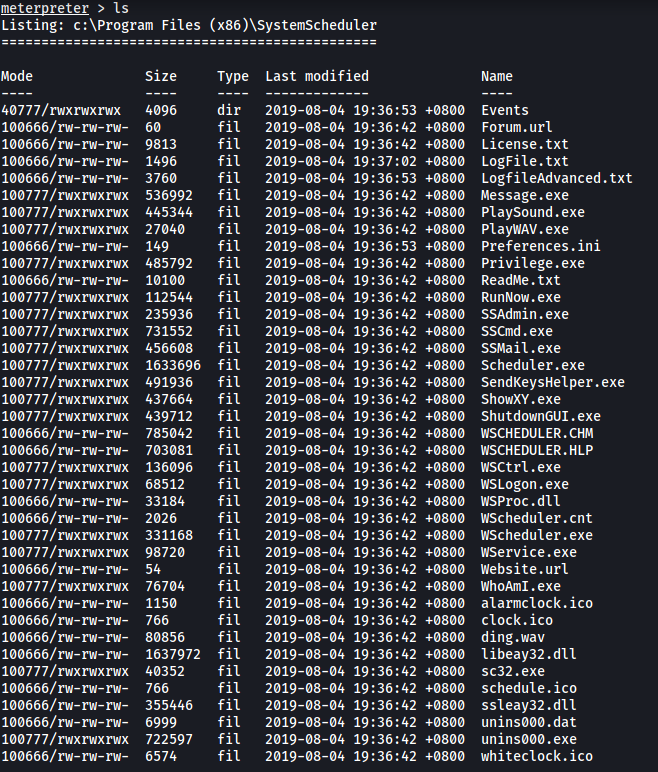 meterpreter > ls
Listing: c:\Program Files (x86)\SystemScheduler
===============================================
Mode              Size     Type  Last modified              Name
----              ----     ----  -------------              ----
40777/rwxrwxrwx   4096     dir   2019-08-04 19:36:53 +0800  Events
100666/rw-rw-rw-  60       fil   2019-08-04 19:36:42 +0800  Forum.url
100666/rw-rw-rw-  9813     fil   2019-08-04 19:36:42 +0800  License.txt
100666/rw-rw-rw-  1496     fil   2019-08-04 19:37:02 +0800  LogFile.txt
100666/rw-rw-rw-  3760     fil   2019-08-04 19:36:53 +0800  LogfileAdvanced.txt
100777/rwxrwxrwx  536992   fil   2019-08-04 19:36:42 +0800  Message.exe
100777/rwxrwxrwx  445344   fil   2019-08-04 19:36:42 +0800  PlaySound.exe
100777/rwxrwxrwx  27040    fil   2019-08-04 19:36:42 +0800  PlayWAV.exe
100666/rw-rw-rw-  149      fil   2019-08-04 19:36:53 +0800  Preferences.ini
100777/rwxrwxrwx  485792   fil   2019-08-04 19:36:42 +0800  Privilege.exe
100666/rw-rw-rw-  10100    fil   2019-08-04 19:36:42 +0800  ReadMe.txt
100777/rwxrwxrwx  112544   fil   2019-08-04 19:36:42 +0800  RunNow.exe
100777/rwxrwxrwx  235936   fil   2019-08-04 19:36:42 +0800  SSAdmin.exe
100777/rwxrwxrwx  731552   fil   2019-08-04 19:36:42 +0800  SSCmd.exe
100777/rwxrwxrwx  456608   fil   2019-08-04 19:36:42 +0800  SSMail.exe
100777/rwxrwxrwx  1633696  fil   2019-08-04 19:36:42 +0800  Scheduler.exe
100777/rwxrwxrwx  491936   fil   2019-08-04 19:36:42 +0800  SendKeysHelper.exe
100777/rwxrwxrwx  437664   fil   2019-08-04 19:36:42 +0800  ShowXY.exe
100777/rwxrwxrwx  439712   fil   2019-08-04 19:36:42 +0800  ShutdownGUI.exe
100666/rw-rw-rw-  785042   fil   2019-08-04 19:36:42 +0800  WSCHEDULER.CHM
100666/rw-rw-rw-  703081   fil   2019-08-04 19:36:42 +0800  WSCHEDULER.HLP
100777/rwxrwxrwx  136096   fil   2019-08-04 19:36:42 +0800  WSCtrl.exe
100777/rwxrwxrwx  68512    fil   2019-08-04 19:36:42 +0800  WSLogon.exe
100666/rw-rw-rw-  33184    fil   2019-08-04 19:36:42 +0800  WSProc.dll
100666/rw-rw-rw-  2026     fil   2019-08-04 19:36:42 +0800  WScheduler.cnt
100777/rwxrwxrwx  331168   fil   2019-08-04 19:36:42 +0800  WScheduler.exe
100777/rwxrwxrwx  98720    fil   2019-08-04 19:36:42 +0800  WService.exe
100666/rw-rw-rw-  54       fil   2019-08-04 19:36:42 +0800  Website.url
100777/rwxrwxrwx  76704    fil   2019-08-04 19:36:42 +0800  WhoAmI.exe
100666/rw-rw-rw-  1150     fil   2019-08-04 19:36:42 +0800  alarmclock.ico
100666/rw-rw-rw-  766      fil   2019-08-04 19:36:42 +0800  clock.ico
100666/rw-rw-rw-  80856    fil   2019-08-04 19:36:42 +0800  ding.wav
100666/rw-rw-rw-  1637972  fil   2019-08-04 19:36:42 +0800  libeay32.dll
100777/rwxrwxrwx  40352    fil   2019-08-04 19:36:42 +0800  sc32.exe
100666/rw-rw-rw-  766      fil   2019-08-04 19:36:42 +0800  schedule.ico
100666/rw-rw-rw-  355446   fil   2019-08-04 19:36:42 +0800  ssleay32.dll
100666/rw-rw-rw-  6999     fil   2019-08-04 19:36:42 +0800  unins000.dat
100777/rwxrwxrwx  722597   fil   2019-08-04 19:36:42 +0800  unins000.exe
100666/rw-rw-rw-  6574     fil   2019-08-04 19:36:42 +0800  whiteclock.ico